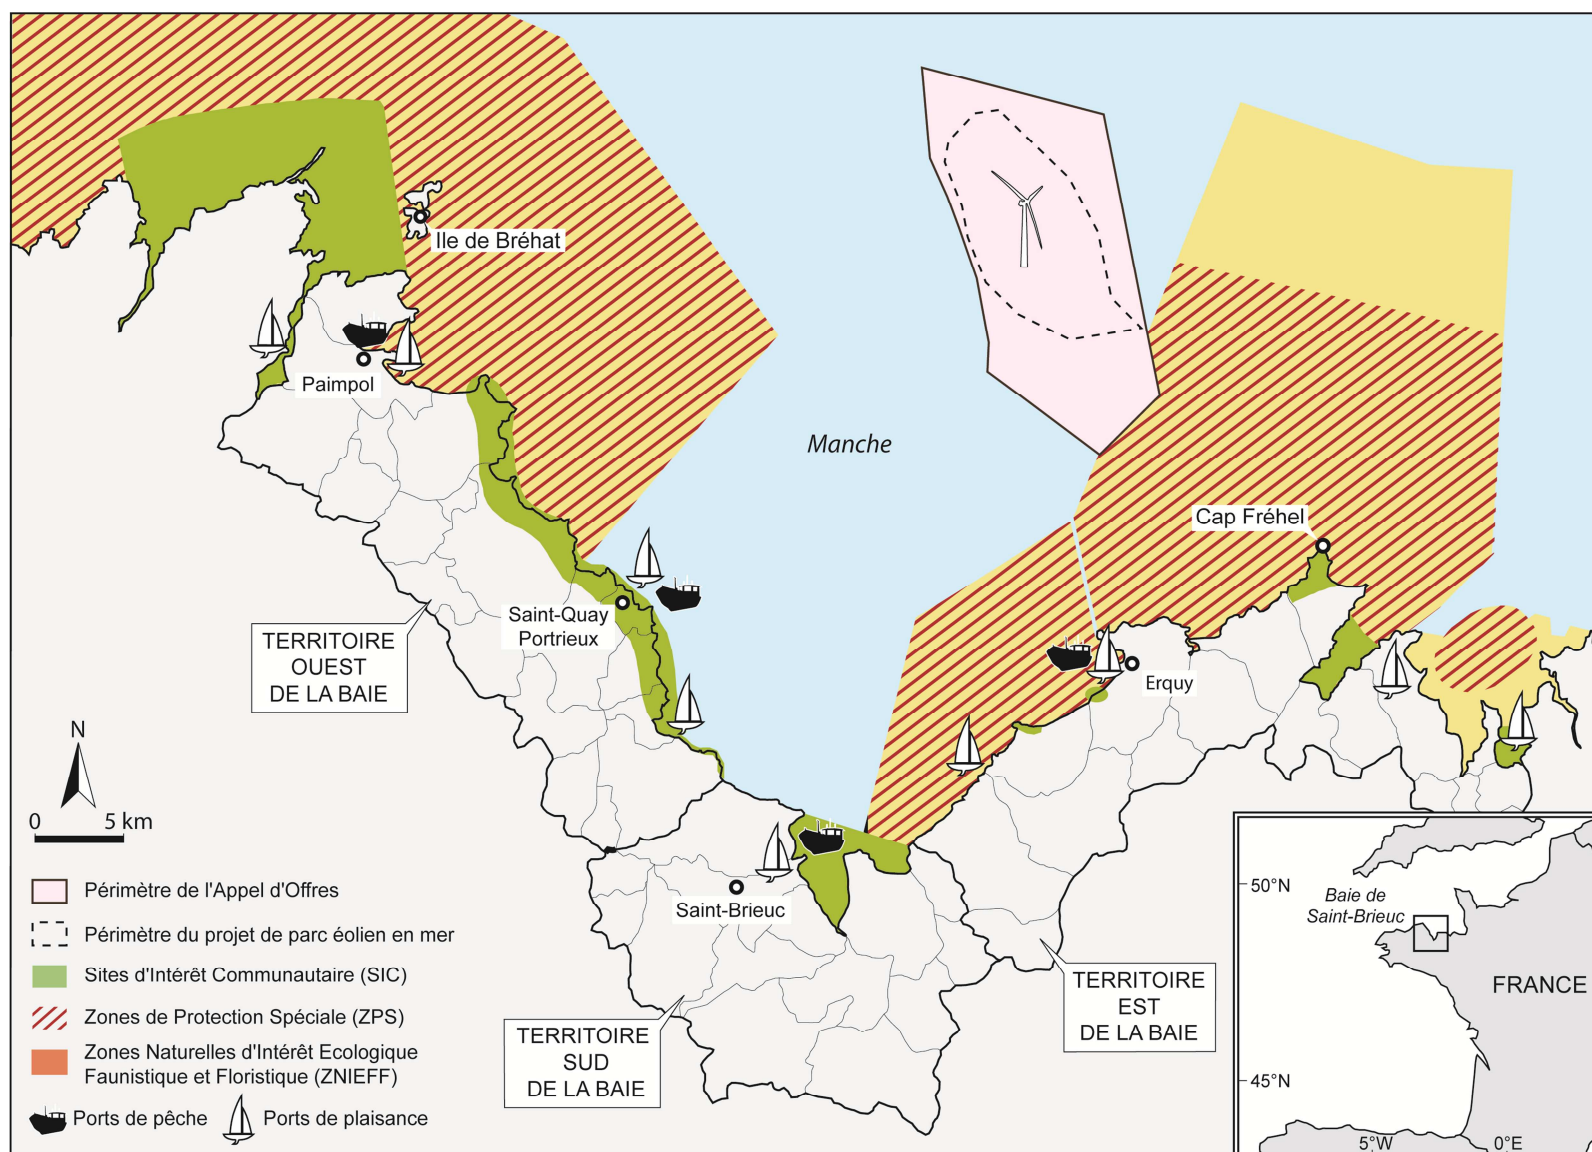 Ile de Bréhat
Paimpol
Manche
Cap Fréhel
Saint-Quay
Portrieux
TERRITOIRE
OUEST
DE LA BAIE
Erquy
N
0 5 km
Saint-Brieuc
TERRITOIRE
SUD
DE LA BAIE
TERRITOIRE
EST
DE LA BAIE
Périmètre de l'Appel d'Offres
Périmètre du projet de parc éolien en mer
Sites d'Intérêt Communautaire (SIC)
Zones de Protection Spéciale (ZPS)
Zones Naturelles d'Intérêt Ecologique
Faunistique et Floristique (ZNIEFF)
Ports de pêche
Ports de plaisance
50°N
Baie de
Saint-Brieuc
FRANCE
45°N
5°W
0°E